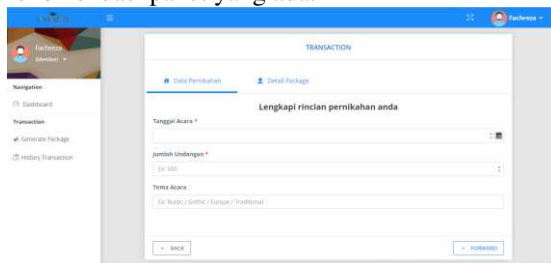 Fachreza
Fachreza
Member
TRANSACTION
Data Pernikahan
Detail Package
Navigation
Dashboard
Transaction
Generate Package
History Transaction
Lengkapi rincian pernikahan anda
Tanggal Acara *
Jumlah Undangan *
Ex: 500
Tema Acara
Ex: Rustic / Gothic / Europe / Traditional
BACK
FORWARD